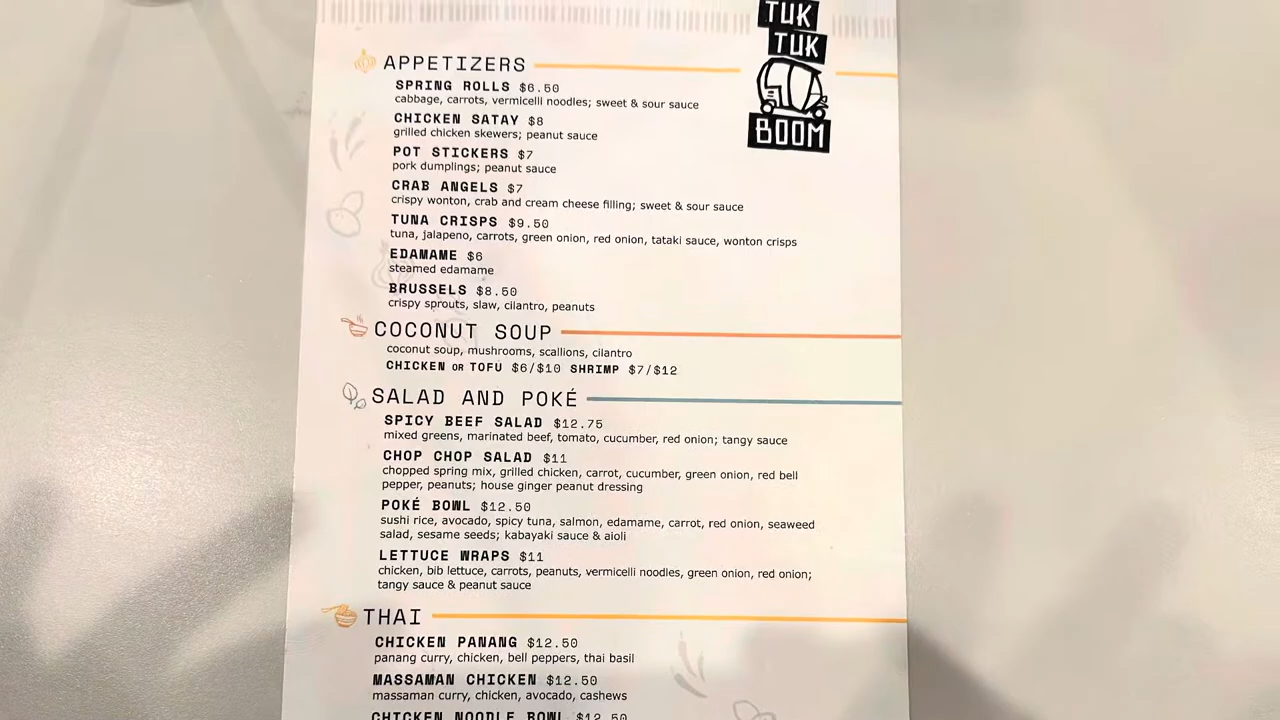 TUK
TUK
BOOM
APPETIZERS
SPRING ROLLS $6.50
cabbage, carrots, vermicelli noodles; sweet & sour sauce
CHICKEN SATAY $8
grilled chicken skewers; peanut sauce
POT STICKERS $7
pork dumplings; peanut sauce
CRAB ANGELS $7
crispy wonton, crab and cream cheese filling; sweet & sour sauce
TUNA CRISPS $9.50
tuna, jalapeno, carrots, green onion, red onion, tataki sauce, wonton crisps
EDAMAME $6
steamed edamame
BRUSSELS $8.50
crispy sprouts, slaw, cilantro, peanuts
COCONUT SOUP
coconut soup, mushrooms, scallions, cilantro
CHICKEN OR TOFU $6/$10 SHRIMP $7/$12
SALAD AND POKÉ
SPICY BEEF SALAD $12.75
mixed greens, marinated beef, tomato, cucumber, red onion; tangy sauce
CHOP CHOP SALAD $11
chopped spring mix, grilled chicken, carrot, cucumber, green onion, red bell
pepper, peanuts; house ginger peanut dressing
POKÉ BOWL $12.50
sushi rice, avocado, spicy tuna, salmon, edamame, carrot, red onion, seaweed
salad, sesame seeds; kabayaki sauce & aioli
LETTUCE WRAPS $11
chicken, bib lettuce, carrots, peanuts, vermicelli noodles, green onion, red onion;
tangy sauce & peanut sauce
THAI
CHICKEN PANANG $12.50
panang curry, chicken, bell peppers, thai basil
MASSAMAN CHICKEN $12.50
massaman curry, chicken, avocado, cashews
CHICKEN NOODLE BOWL $12.50